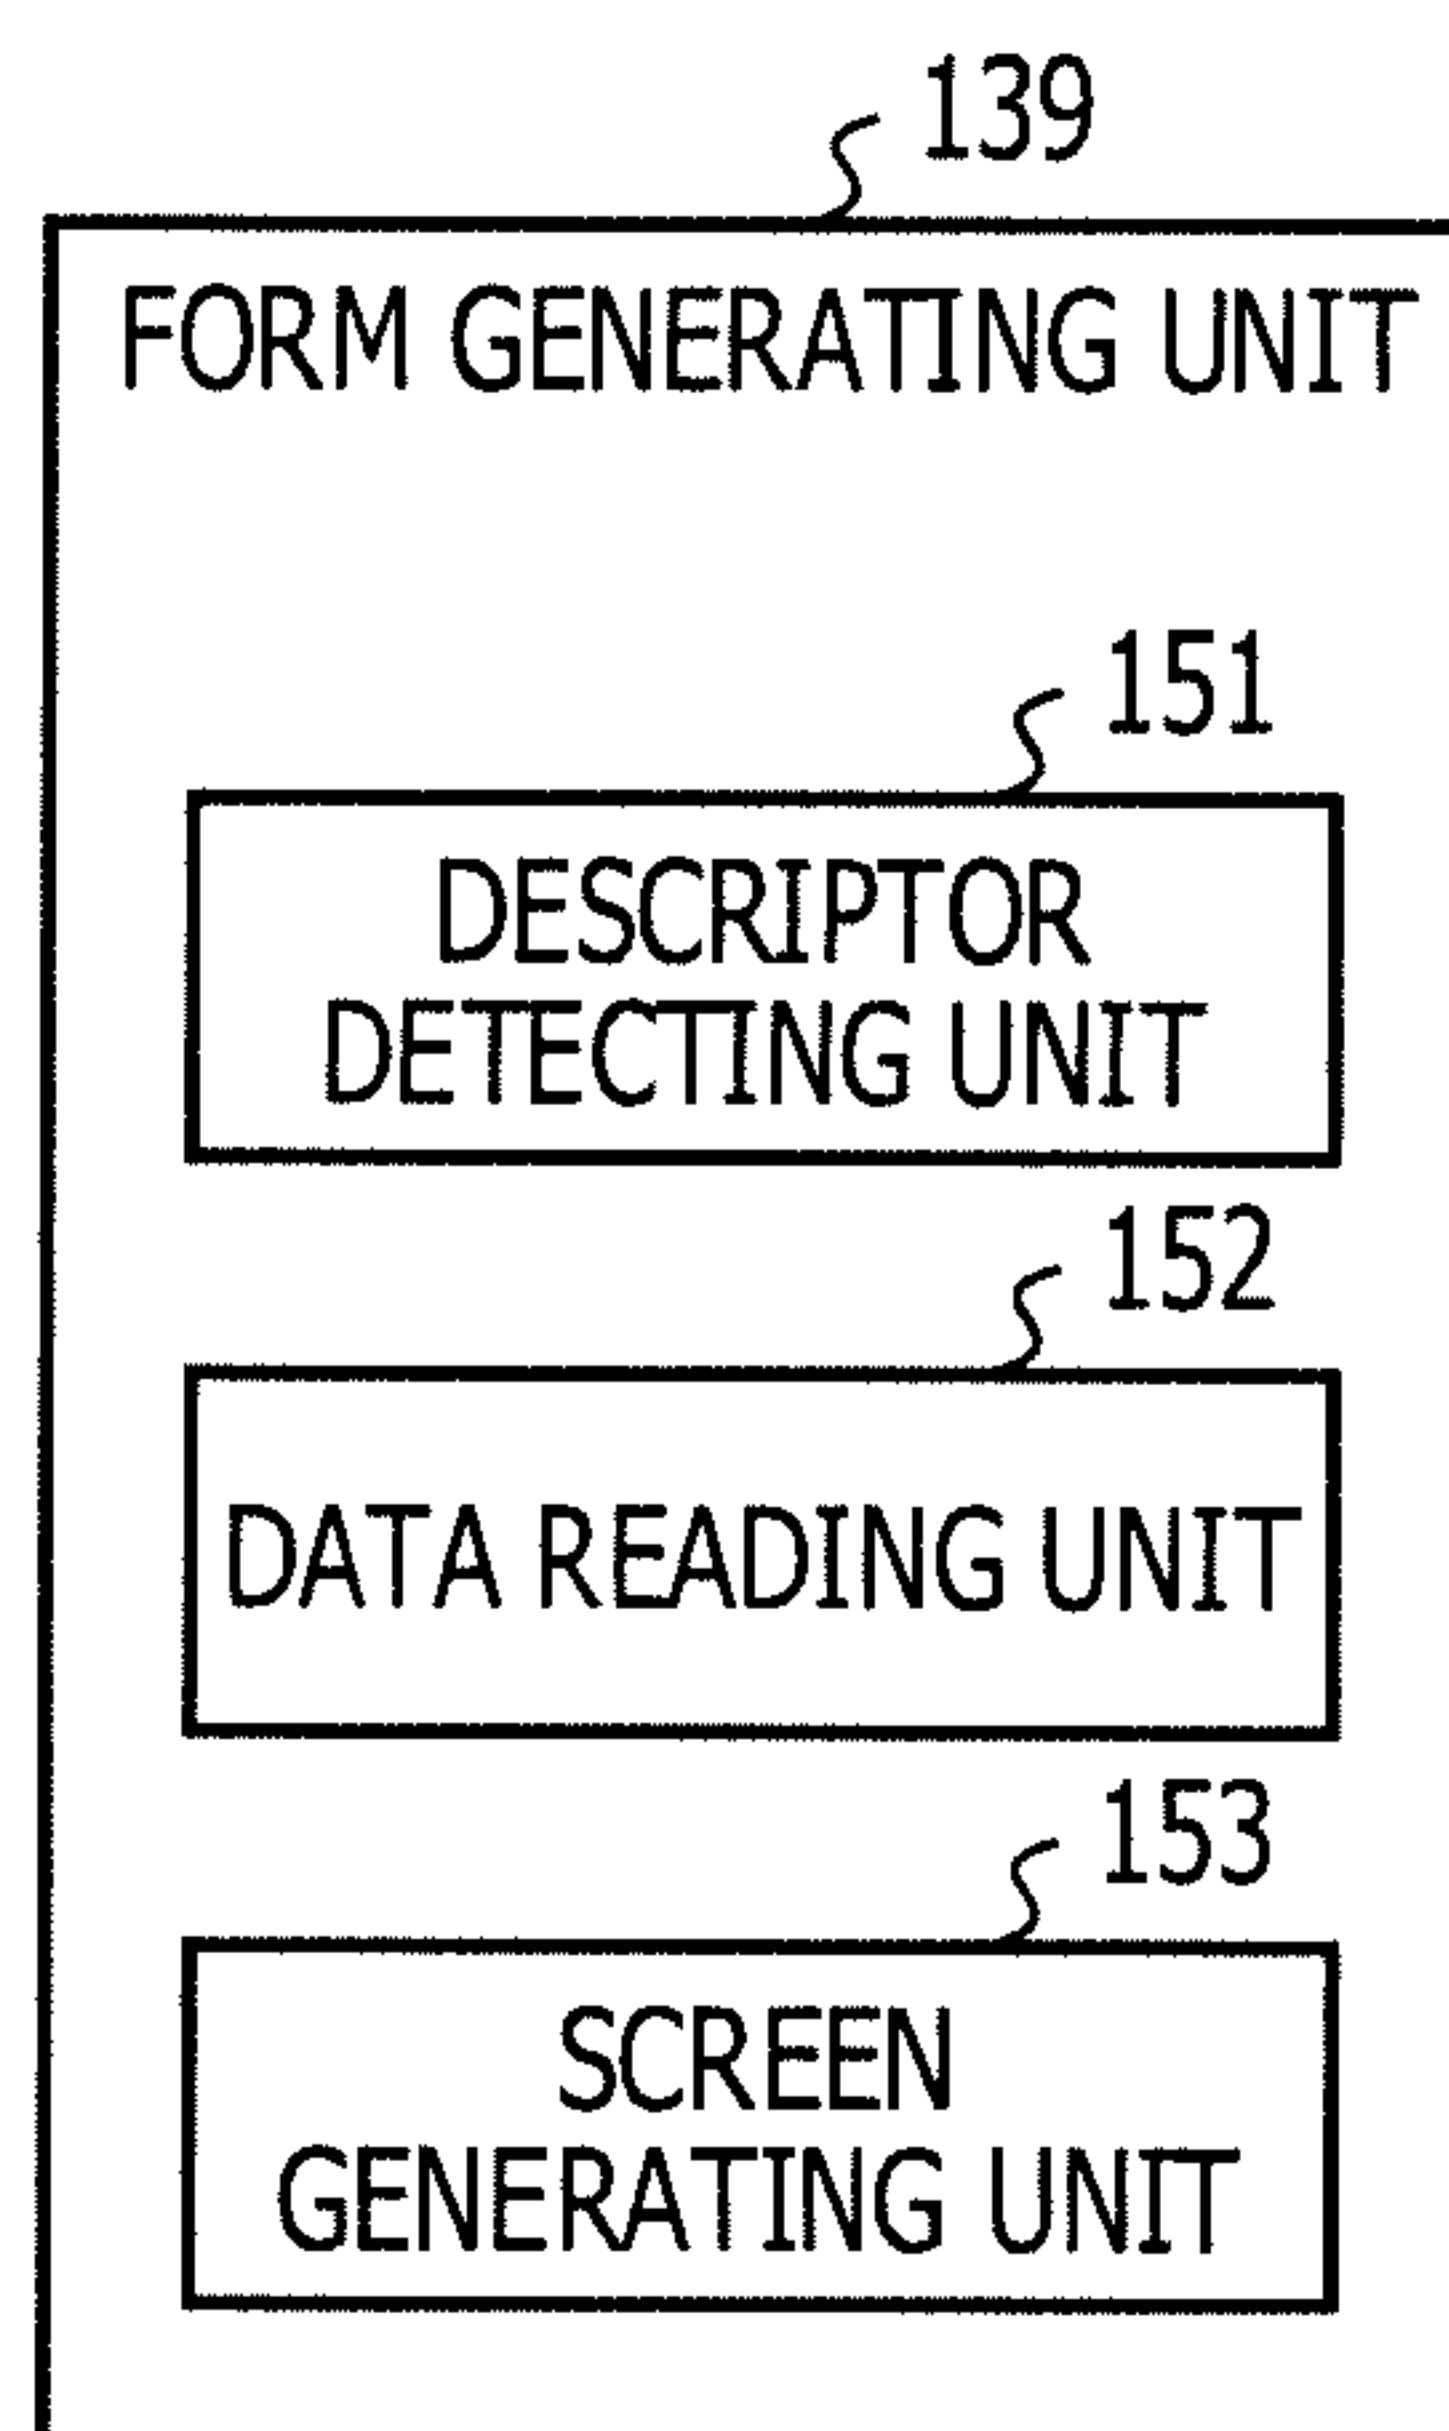 139
FORM GENERATING UNIT
151
DESCRIPTOR
DETECTING UNIT
152
DATA READING UNIT
153
SCREEN
GENERATING UNIT